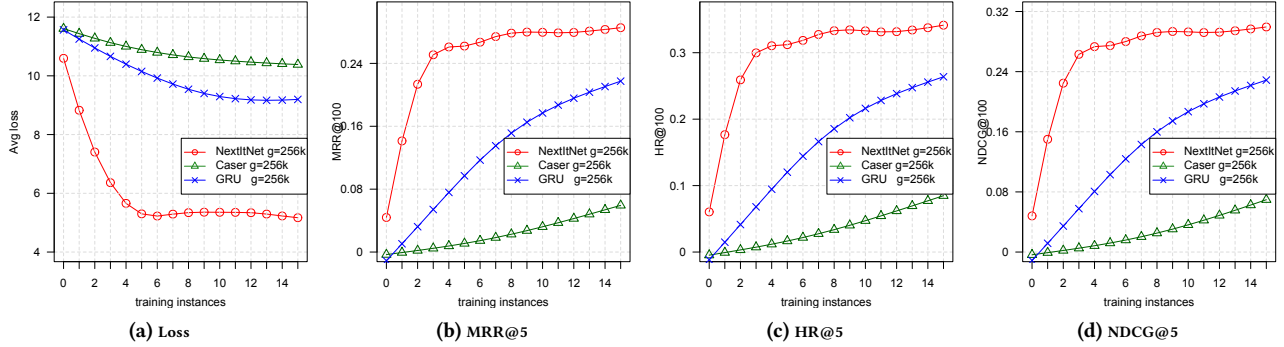 12
10
8
6
4
Avg loss
NextItNet g=256k
Caser g=256k
GRU g=256k
0 2 4 6 8 10 12 14
training instances
(a) Loss
0.24
0.16
0.08
0
MRR@100
NextItNet g=256k
Caser g=256k
GRU g=256k
0 2 4 6 8 10 12 14
training instances
(b) MRR@5
0.3
0.2
0.1
0
HR@100
NextItNet g=256k
Caser g=256k
GRU g=256k
0 2 4 6 8 10 12 14
training instances
(c) HR@5
0.32
0.24
0.16
0.08
0
NDCG@100
NextItNet g=256k
Caser g=256k
GRU g=256k
0 2 4 6 8 10 12 14
training instances
(d) NDCG@5